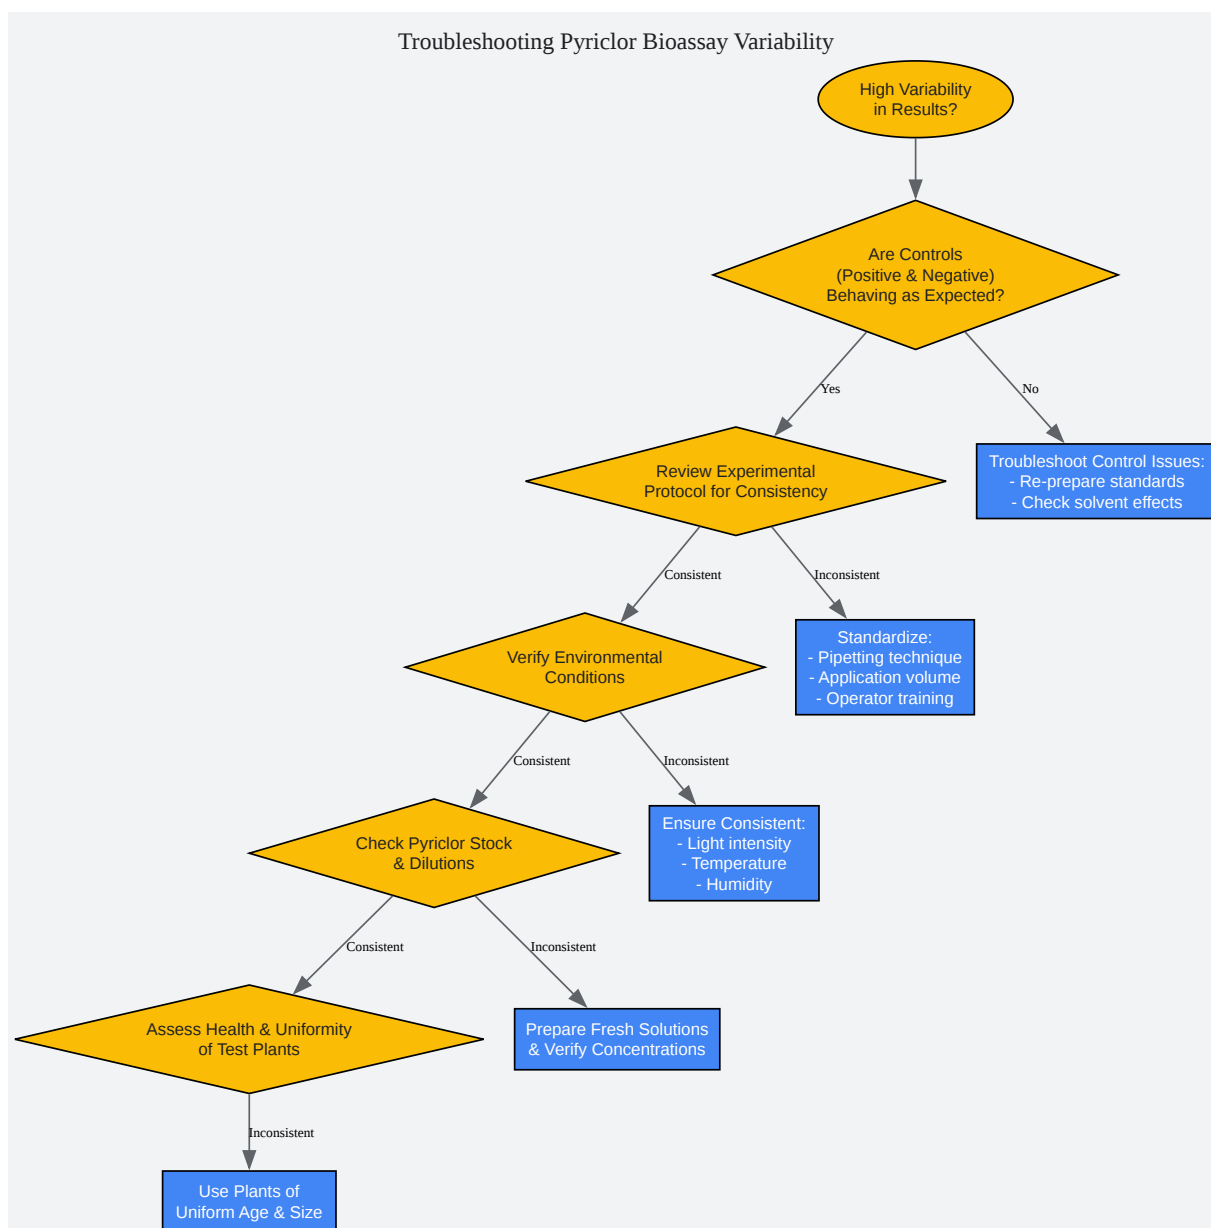 Troubleshooting Pyriclor Bioassay Variability
High Variability
in Results?
Are Controls
(Positive & Negative)
Behaving as Expected?
Yes
No
Review Experimental
Protocol for Consistency
Troubleshoot Control Issues:
- Re-prepare standards
- Check solvent effects
Consistent
Inconsistent
Verify Environmental
Conditions
Standardize:
- Pipetting technique
- Application volume
- Operator training
Consistent
Inconsistent
Check Pyriclor Stock
& Dilutions
Ensure Consistent:
- Light intensity
- Temperature
- Humidity
Consistent
Inconsistent
Assess Health & Uniformity
of Test Plants
Prepare Fresh Solutions
& Verify Concentrations
Inconsistent
Use Plants of
Uniform Age & Size